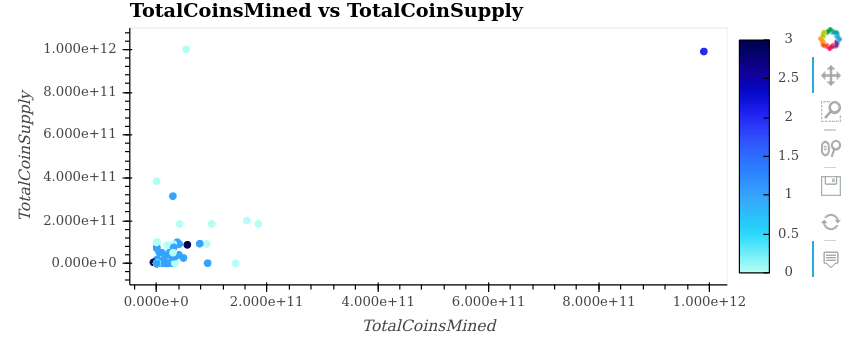 TotalCoinsMined vs TotalCoinSupply
1.000e+12
8.000e+11
6.000e+11
4.000e+11
2.000e+11
0.000e+0
TotalCoinSupply
0.000e+0 2.000e+11 4.000e+11 6.000e+11 8.000e+11 1.000e+12
TotalCoinsMined
3
2.5
2
1.5
1
0.5
0